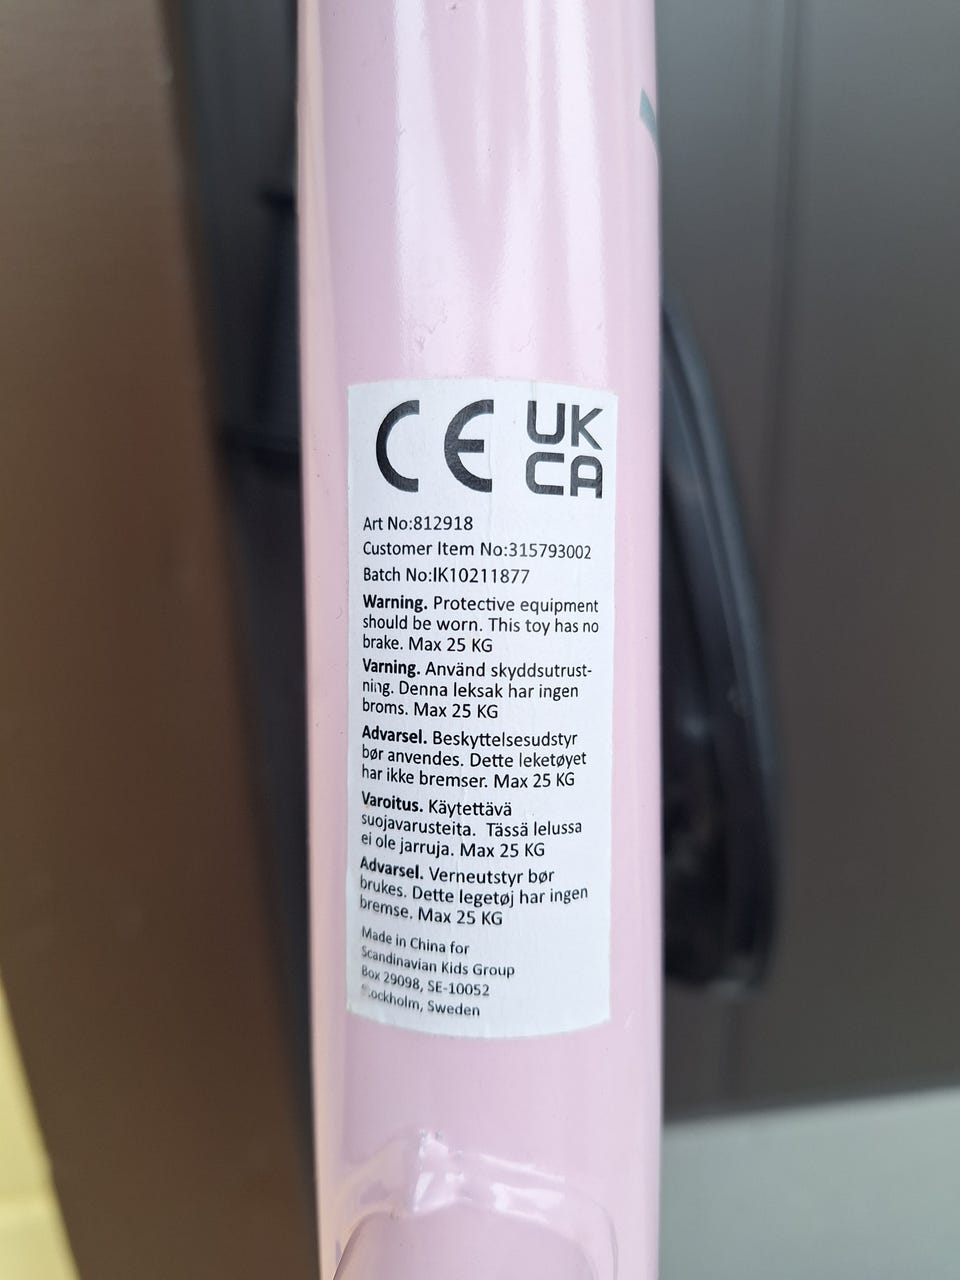 CE UK
CA
Art No:812918
Customer Item No:315793002
Batch No:IK10211877
Warning. Protective equipment
should be worn. This toy has no
brake. Max 25 KG
Varning. Använd skyddsutrust-
ning. Denna leksak har ingen
broms. Max 25 KG
Advarsel. Beskyttelsesudstyr
bør anvendes. Dette leketøyet
har ikke bremser. Max 25 KG
Varoitus. Käytettävä
suojavarusteita. Tässä lelussa
ei ole jarruja. Max 25 KG
Advarsel. Verneutstyr bør
brukes. Dette legetøj har ingen
bremse. Max 25 KG
Made in China for
Scandinavian Kids Group
Box 29098, SE-10052
Stockholm, Sweden